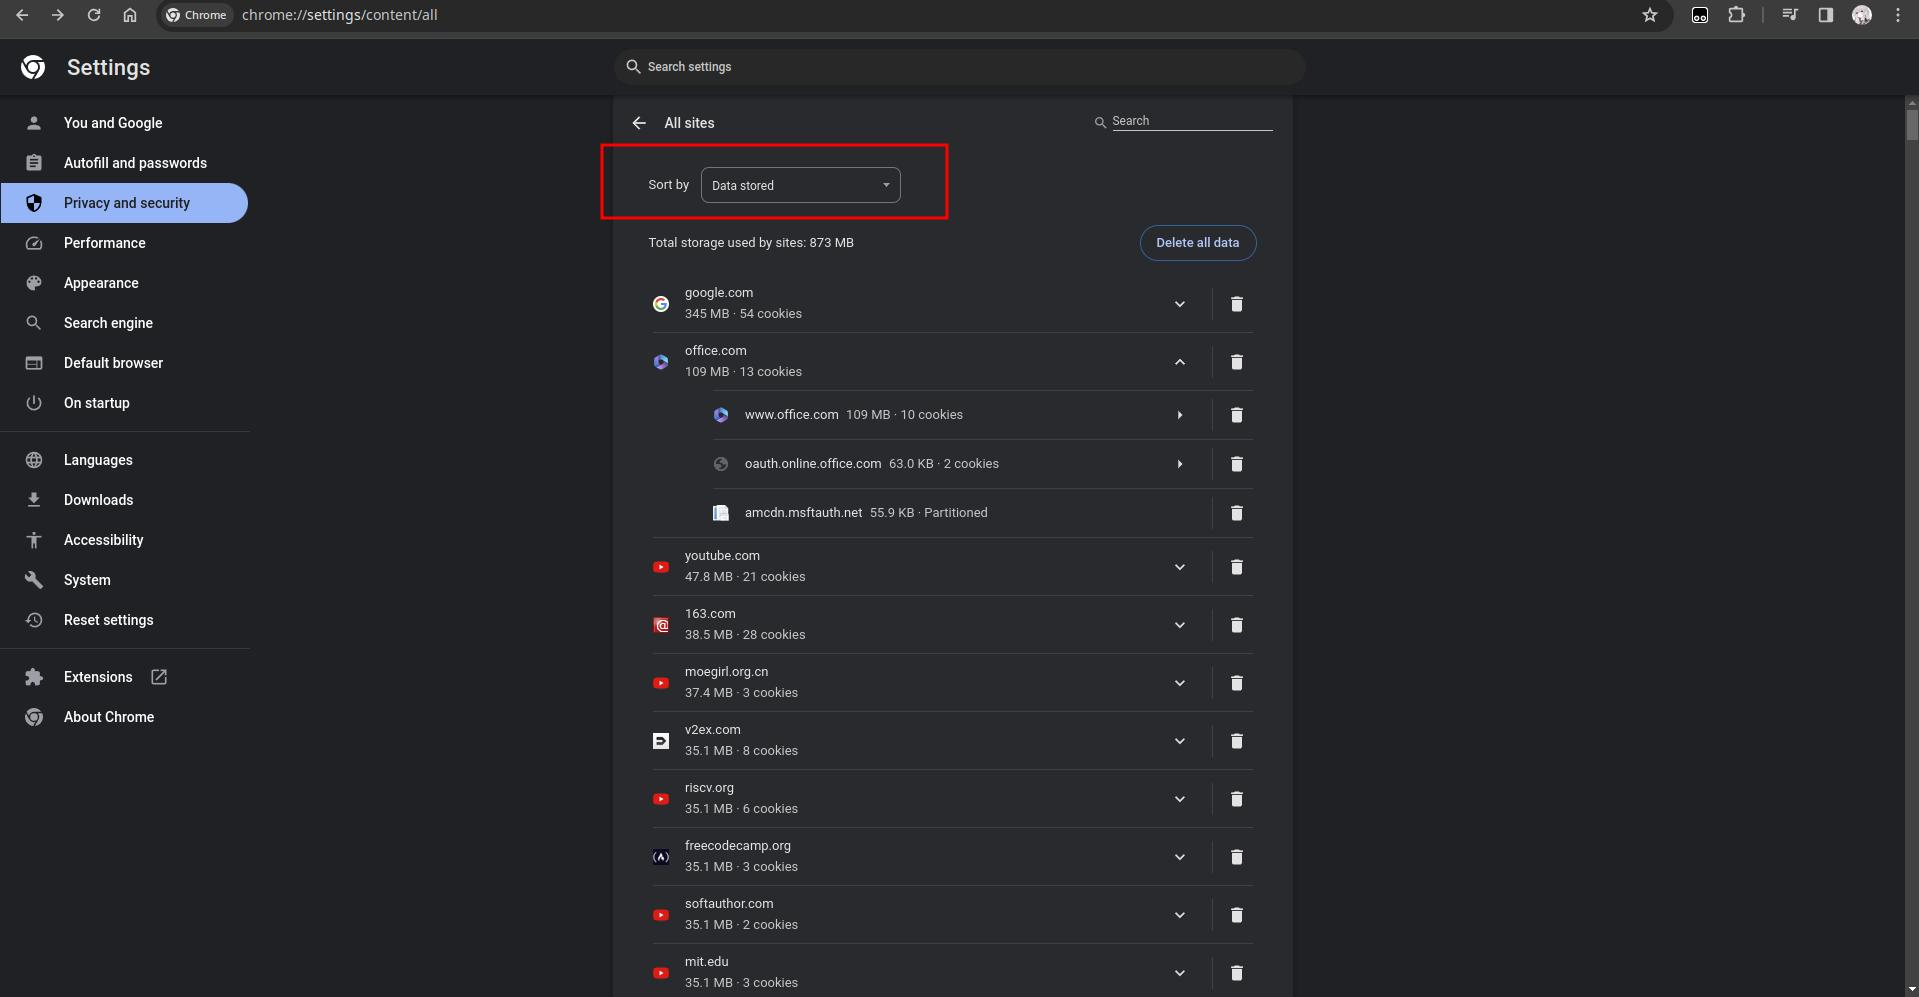 Chrome chrome://settings/content/all
Settings
Search settings
You and Google
Autofill and passwords
Privacy and security
Performance
Appearance
Search engine
Default browser
On startup
Languages
Downloads
Accessibility
System
Reset settings
Extensions
About Chrome
All sites
Search
Sort by Data stored
Total storage used by sites: 873 MB
Delete all data
google.com
345 MB · 54 cookies
office.com
109 MB · 13 cookies
www.office.com 109 MB · 10 cookies
oauth.online.office.com 63.0 KB · 2 cookies
amcdn.msftauth.net 55.9 KB · Partitioned
youtube.com
47.8 MB · 21 cookies
163.com
38.5 MB · 28 cookies
moegirl.org.cn
37.4 MB · 3 cookies
v2ex.com
35.1 MB · 8 cookies
riscv.org
35.1 MB · 6 cookies
freecodecamp.org
35.1 MB · 3 cookies
softauthor.com
35.1 MB · 2 cookies
mit.edu
35.1 MB · 3 cookies